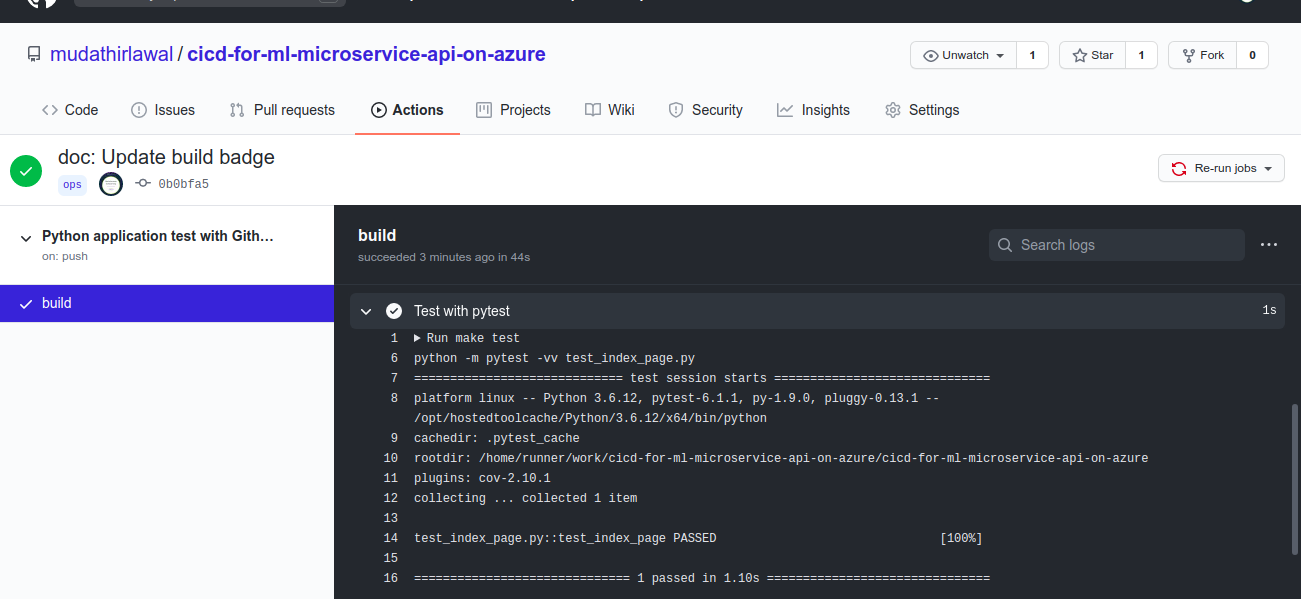 mudathirlawal / cicd-for-ml-microservice-api-on-azure
Unwatch 1 Star 1 Fork 0
Code Issues Pull requests Actions Projects Wiki Security Insights Settings
doc: Update build badge
ops 0b0bfa5
Re-run jobs
Python application test with Gith...
on: push
build
build
succeeded 3 minutes ago in 44s
Search logs
Test with pytest 1s
1 Run make test
6 python -m pytest -vv test_index_page.py
7 ============================= test session starts ==============================
8 platform linux -- Python 3.6.12, pytest-6.1.1, py-1.9.0, pluggy-0.13.1 --
/opt/hostedtoolcache/Python/3.6.12/x64/bin/python
9 cachedir: .pytest_cache
10 rootdir: /home/runner/work/cicd-for-ml-microservice-api-on-azure/cicd-for-ml-microservice-api-on-azure
11 plugins: cov-2.10.1
12 collecting ... collected 1 item
13
14 test_index_page.py::test_index_page PASSED [100%]
15
16 ============================== 1 passed in 1.10s ===============================